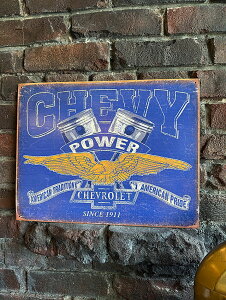 CHEVY
POWER
AMERICAN TRADITION
AMERICAN PRIDE
CHEVROLET
SINCE 1911